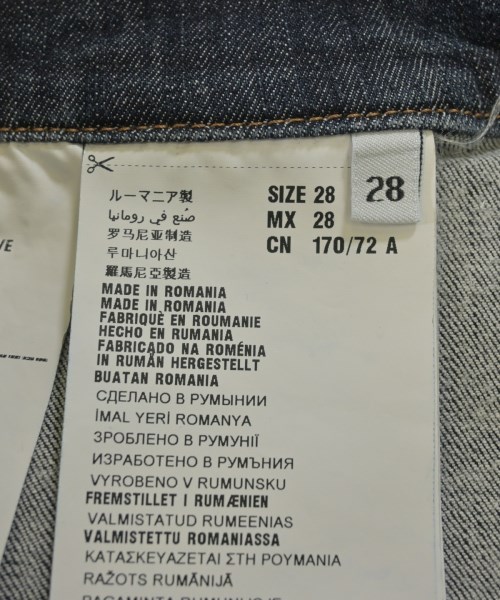 ルーマニア製
صنع في رومانيا
罗马尼亚制造
루마니아산
羅馬尼亞製造
MADE IN ROMANIA
MADE IN ROMANIA
FABRIQUÈ EN ROUMANIE
HECHO EN RUMANIA
FABRICADO NA ROMÉNIA
IN RUMÄN HERGESTELLT
BUATAN ROMANIA
СДЕЛАНО В РУМЫНИИ
İMAL YERİ ROMANYA
ЗРОБЛЕНО В РУМУНІЇ
ИЗРАБОТЕНО В РУМЪНИЯ
VYROBENO V RUMUNSKU
FREMSTILLET I RUMÆNIEN
VALMISTATUD RUMEENIAS
VALMISTETTU ROMANIASSA
ΚΑΤΑΣΚΕΥΑΖΕΤΑΙ ΣΤΗ ΡΟΥΜΑΝΙΑ
RAŽOTS RUMĀNIJĀ
SIZE 28
MX 28
CN 170/72 A
28